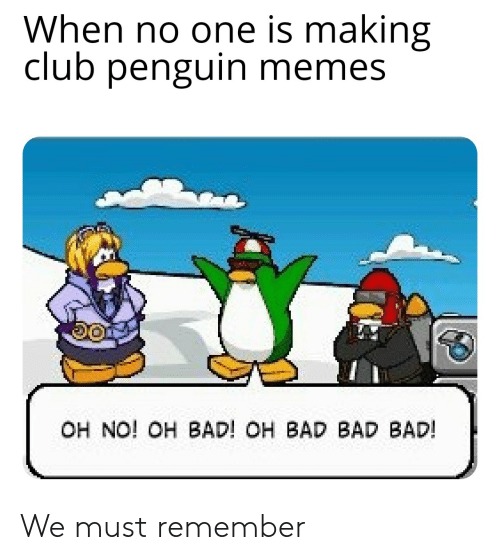 When no one is making
club penguin memes
OH NO! OH BAD! OH BAD BAD BAD!
We must remember